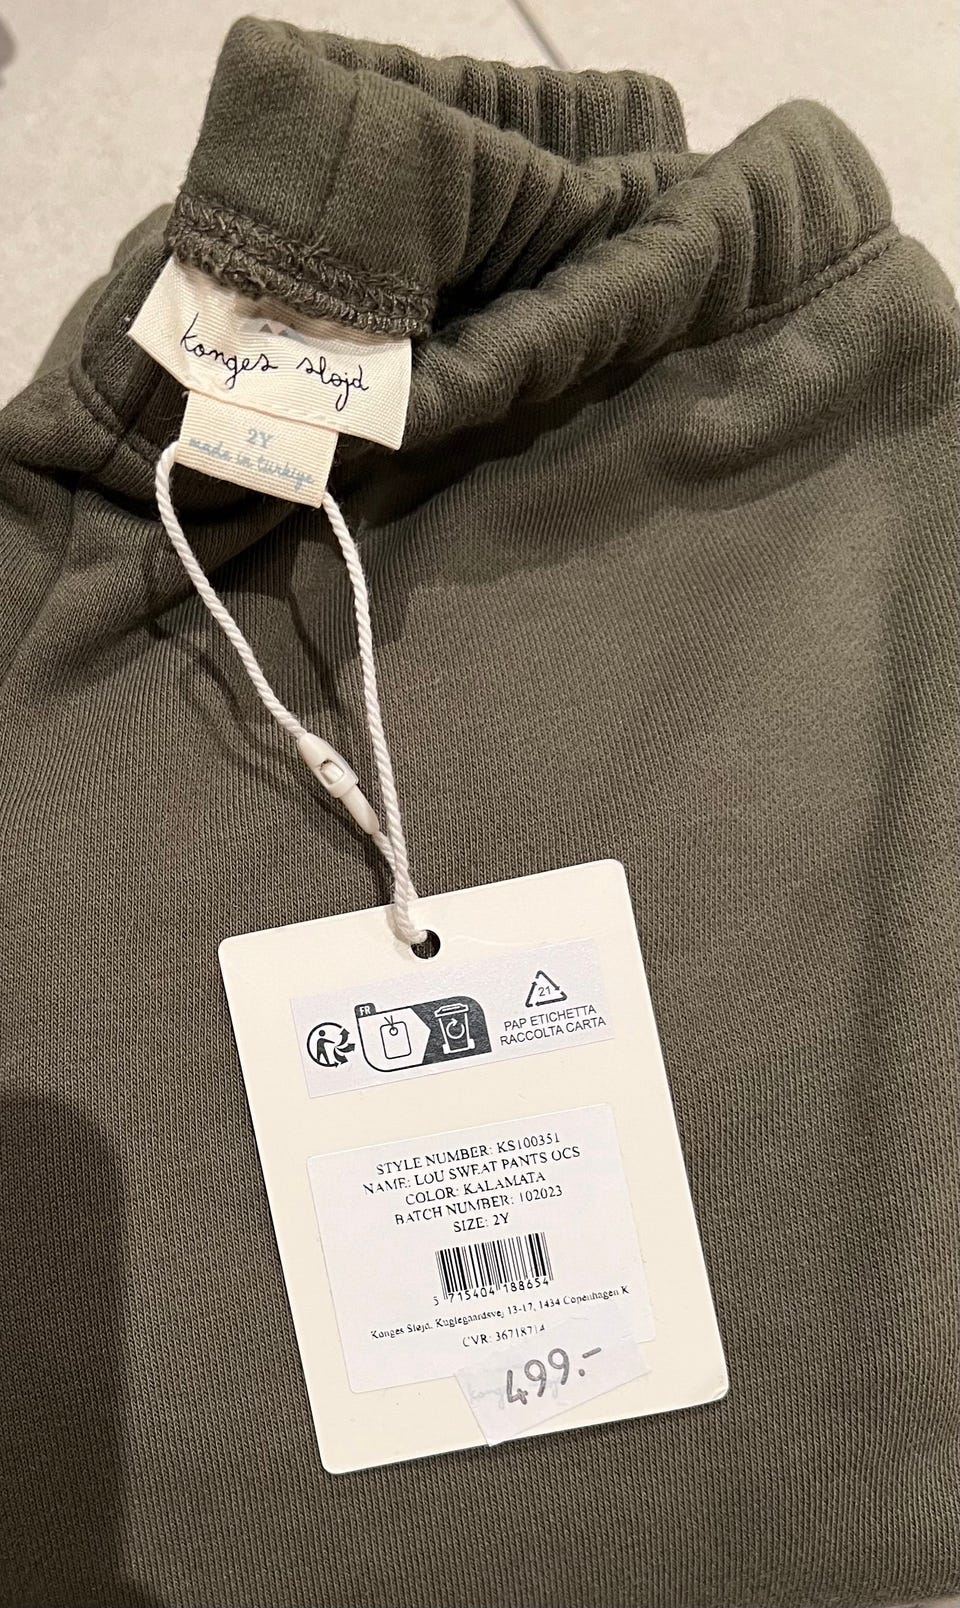 konges sløjd
2Y
made in türkiye
FR
21
PAP ETICHETTA
RACCOLTA CARTA
STYLE NUMBER: KS100351
NAME: LOU SWEAT PANTS OCS
COLOR: KALAMATA
BATCH NUMBER: 102023
SIZE: 2Y
5 715404 188654
Konges Sløjd, Kuglegaardsvej 13-17, 1434 Copenhagen K
CVR: 36718714
499.-